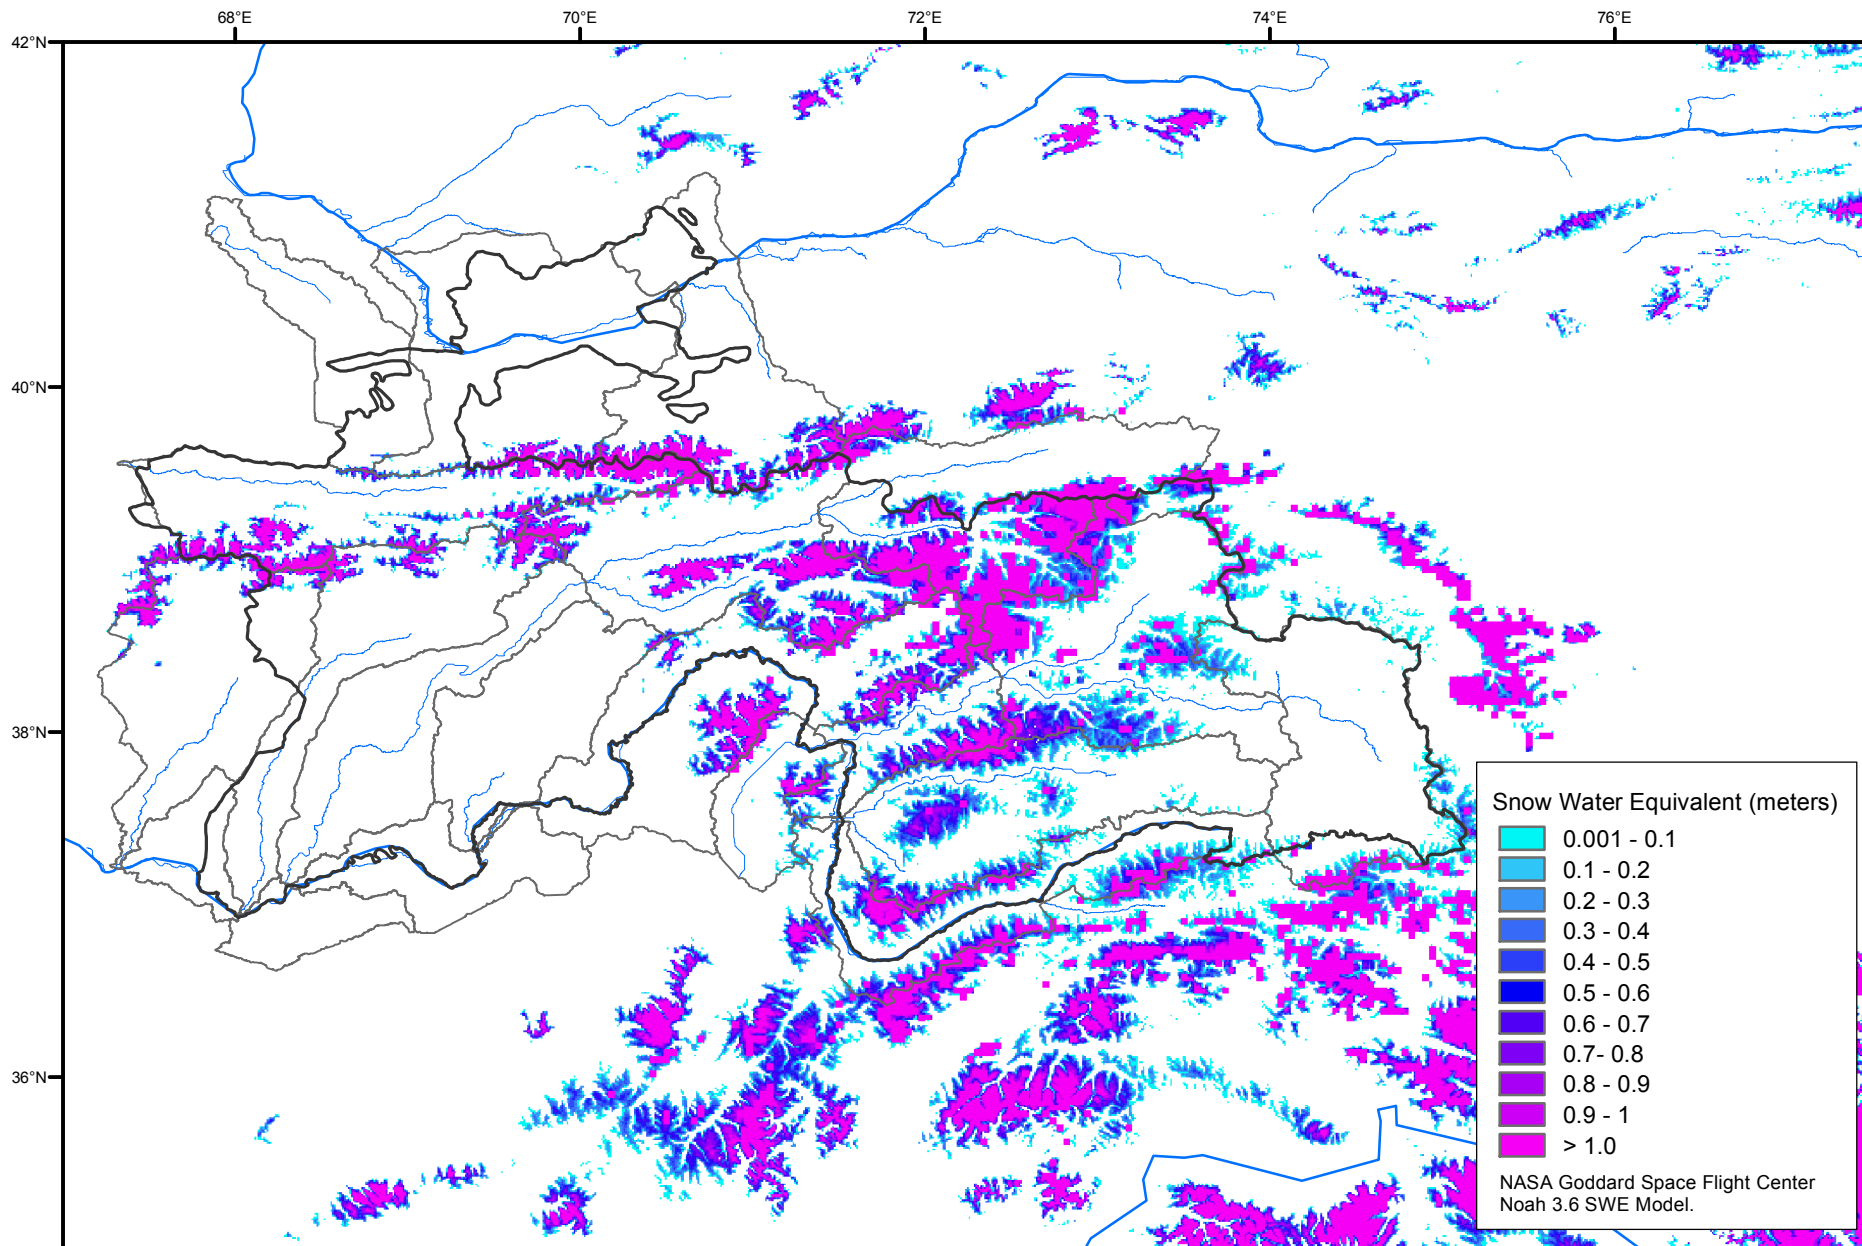 68°E
70°E
72°E
74°E
76°E
42°N
40°N
38°N
36°N
Snow Water Equivalent (meters)
0.001 - 0.1
0.1 - 0.2
0.2 - 0.3
0.3 - 0.4
0.4 - 0.5
0.5 - 0.6
0.6 - 0.7
0.7- 0.8
0.8 - 0.9
0.9 - 1
> 1.0
NASA Goddard Space Flight Center
Noah 3.6 SWE Model.